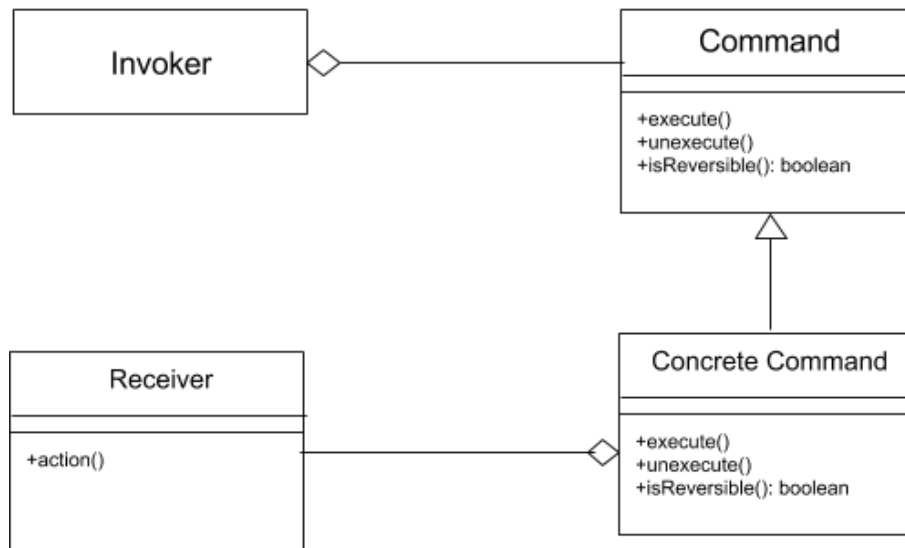 Invoker
Command
+execute()
+unexecute()
+isReversible(): boolean
Receiver
+action()
Concrete Command
+execute()
+unexecute()
+isReversible(): boolean